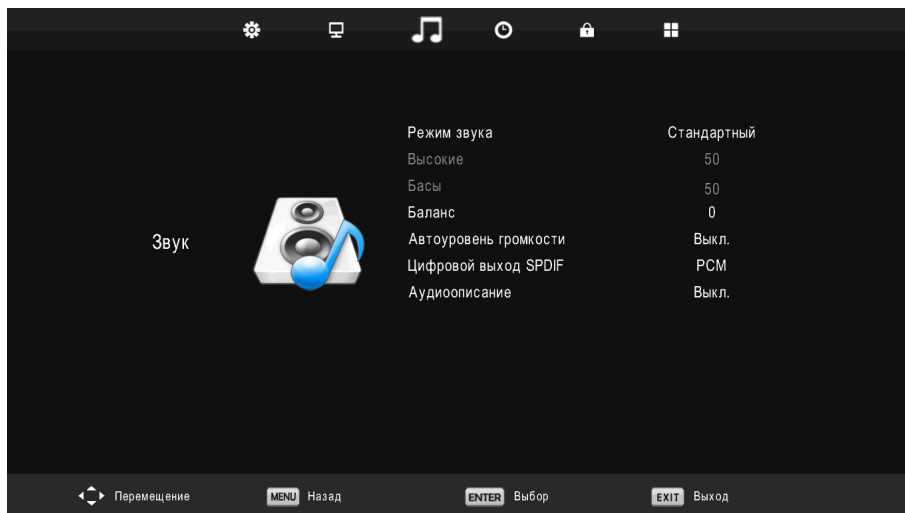 Режим звука Стандартный
Высокие 50
Басы 50
Баланс 0
Звук
Автоуровень громкости Выкл.
Цифровой выход SPDIF PCM
Аудиоописание Выкл.
Перемещение MENU Назад ENTER Выбор EXIT Выход